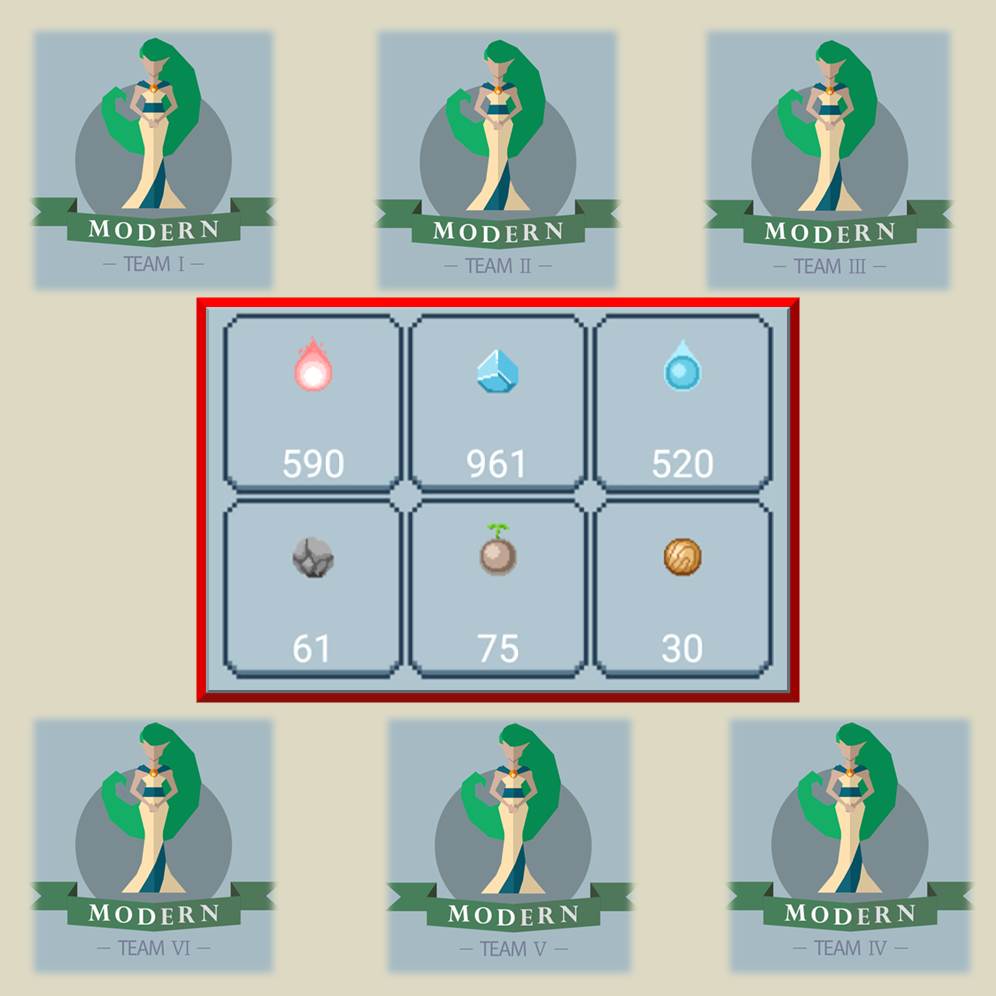 MODERN
TEAM I
MODERN
TEAM II
MODERN
TEAM III
590
961
520
61
75
30
MODERN
TEAM VI
MODERN
TEAM V
MODERN
TEAM IV